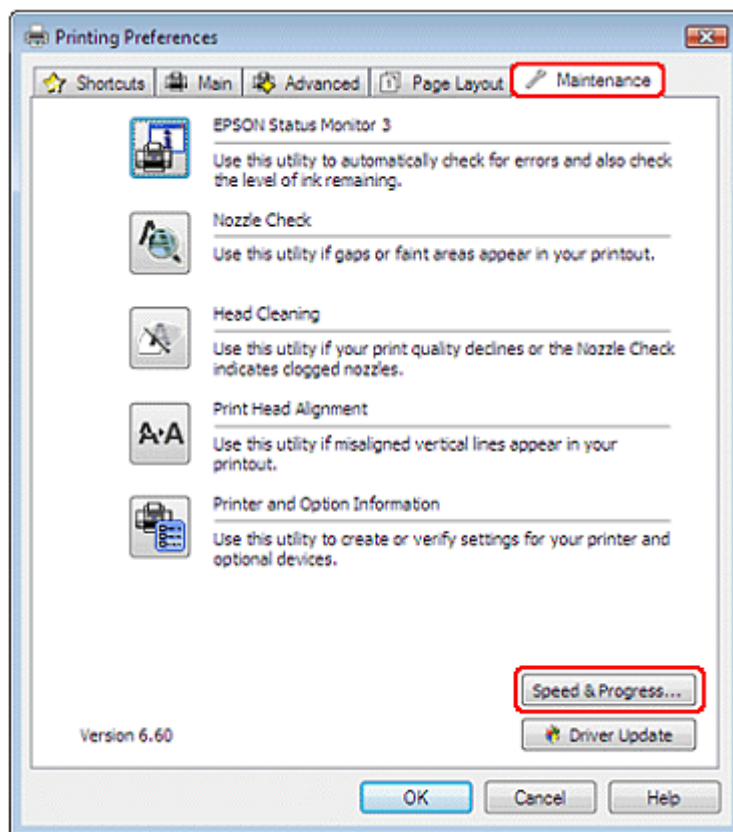 Printing Preferences
Shortcuts Main Advanced Page Layout Maintenance
EPSON Status Monitor 3
Use this utility to automatically check for errors and also check
the level of ink remaining.
Nozzle Check
Use this utility if gaps or faint areas appear in your printout.
Head Cleaning
Use this utility if your print quality declines or the Nozzle Check
indicates clogged nozzles.
A·A
Print Head Alignment
Use this utility if misaligned vertical lines appear in your
printout.
Printer and Option Information
Use this utility to create or verify settings for your printer and
optional devices.
Speed & Progress...
Version 6.60
Driver Update
OK Cancel Help